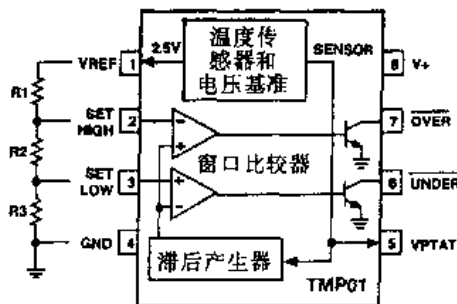 温度传
感器和
电压基准
2.5V
SENSOR
VREF
1
8
V+
R1
SET
HIGH
2
7
OVER
R2
窗口比较器
SET
LOW
3
6
UNDER
R3
GND
4
滞后产生器
5
VPTAT
TMP01